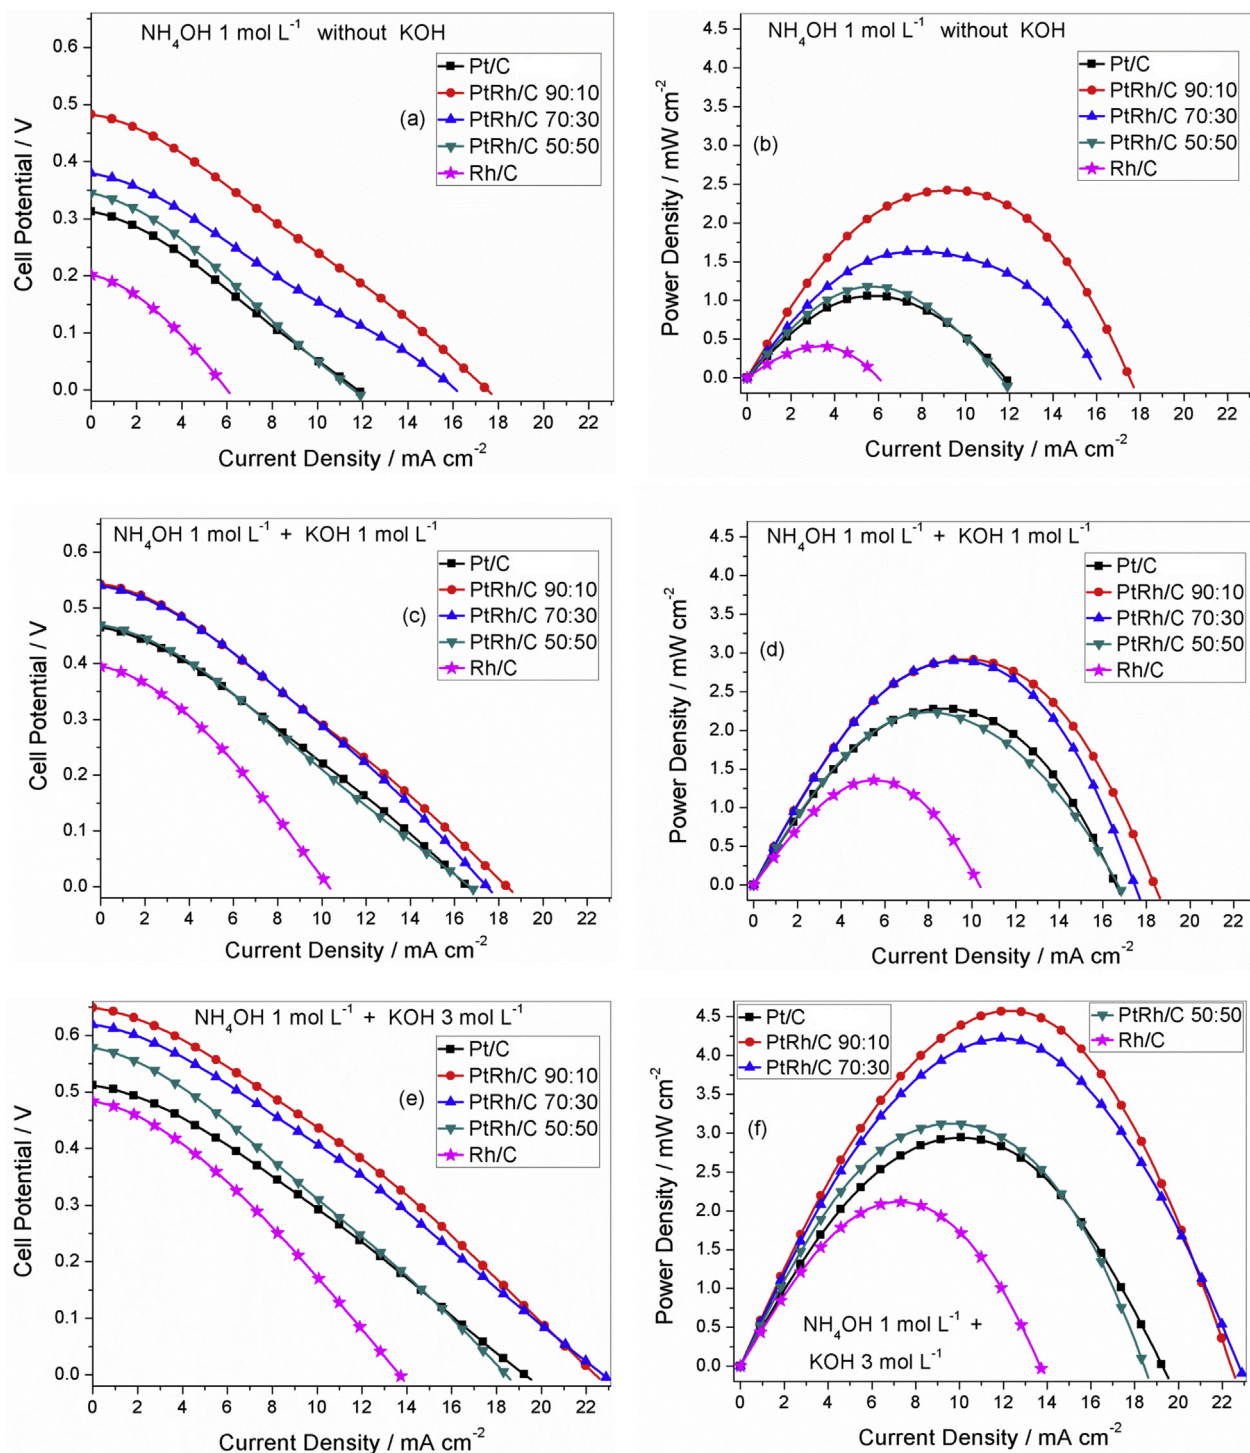 NH₄OH 1 mol L⁻¹ without KOH
0.6
0.5
0.4
0.3
0.2
0.1
0.0
Cell Potential / V
(a)
Pt/C
PtRh/C 90:10
PtRh/C 70:30
PtRh/C 50:50
Rh/C
0 2 4 6 8 10 12 14 16 18 20 22
Current Density / mA cm⁻²
NH₄OH 1 mol L⁻¹ without KOH
4.5
4.0
3.5
3.0
2.5
2.0
1.5
1.0
0.5
0.0
Power Density / mW cm⁻²
(b)
Pt/C
PtRh/C 90:10
PtRh/C 70:30
PtRh/C 50:50
Rh/C
0 2 4 6 8 10 12 14 16 18 20 22
Current Density / mA cm⁻²
NH₄OH 1 mol L⁻¹ + KOH 1 mol L⁻¹
0.6
0.5
0.4
0.3
0.2
0.1
0.0
Cell Potential / V
(c)
Pt/C
PtRh/C 90:10
PtRh/C 70:30
PtRh/C 50:50
Rh/C
0 2 4 6 8 10 12 14 16 18 20 22
Current Density / mA cm⁻²
NH₄OH 1 mol L⁻¹ + KOH 1 mol L⁻¹
4.5
4.0
3.5
3.0
2.5
2.0
1.5
1.0
0.5
0.0
Power Density / mW cm⁻²
(d)
Pt/C
PtRh/C 90:10
PtRh/C 70:30
PtRh/C 50:50
Rh/C
0 2 4 6 8 10 12 14 16 18 20 22
Current Density / mA cm⁻²
NH₄OH 1 mol L⁻¹ + KOH 3 mol L⁻¹
0.6
0.5
0.4
0.3
0.2
0.1
0.0
Cell Potential / V
(e)
Pt/C
PtRh/C 90:10
PtRh/C 70:30
PtRh/C 50:50
Rh/C
0 2 4 6 8 10 12 14 16 18 20 22
Current Density / mA cm⁻²
4.5
4.0
3.5
3.0
2.5
2.0
1.5
1.0
0.5
0.0
Power Density / mW cm⁻²
Pt/C
PtRh/C 90:10
PtRh/C 70:30
PtRh/C 50:50
Rh/C
(f)
NH₄OH 1 mol L⁻¹ +
KOH 3 mol L⁻¹
0 2 4 6 8 10 12 14 16 18 20 22
Current Density / mA cm⁻²